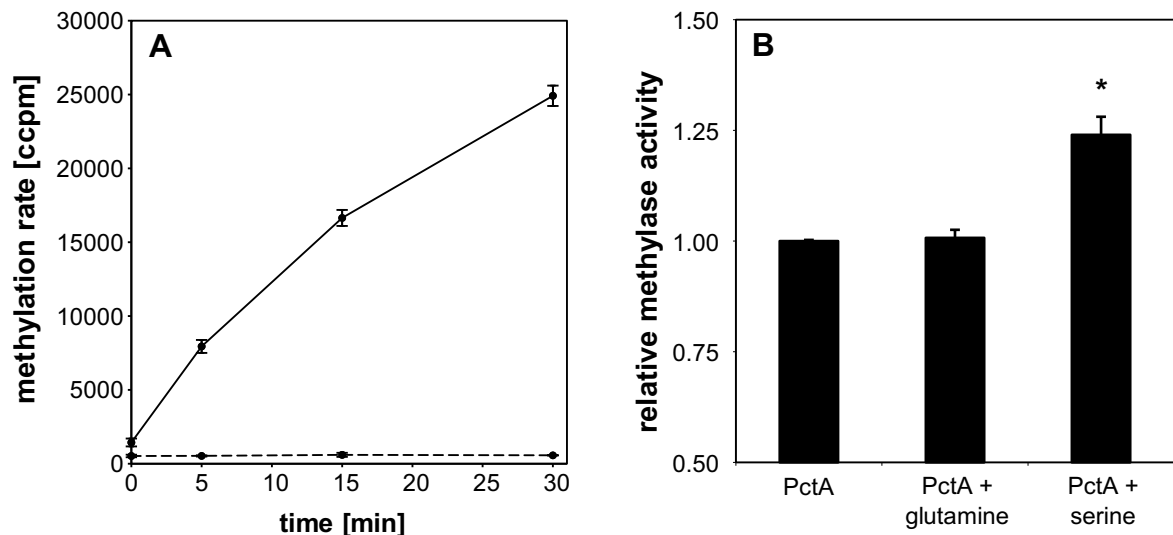 A
methylation rate [ccpm]
30000
25000
20000
15000
10000
5000
0
0 5 10 15 20 25 30
time [min]
B
relative methylase activity
1.50
1.25
1.00
0.75
0.50
*
PctA
PctA +
glutamine
PctA +
serine